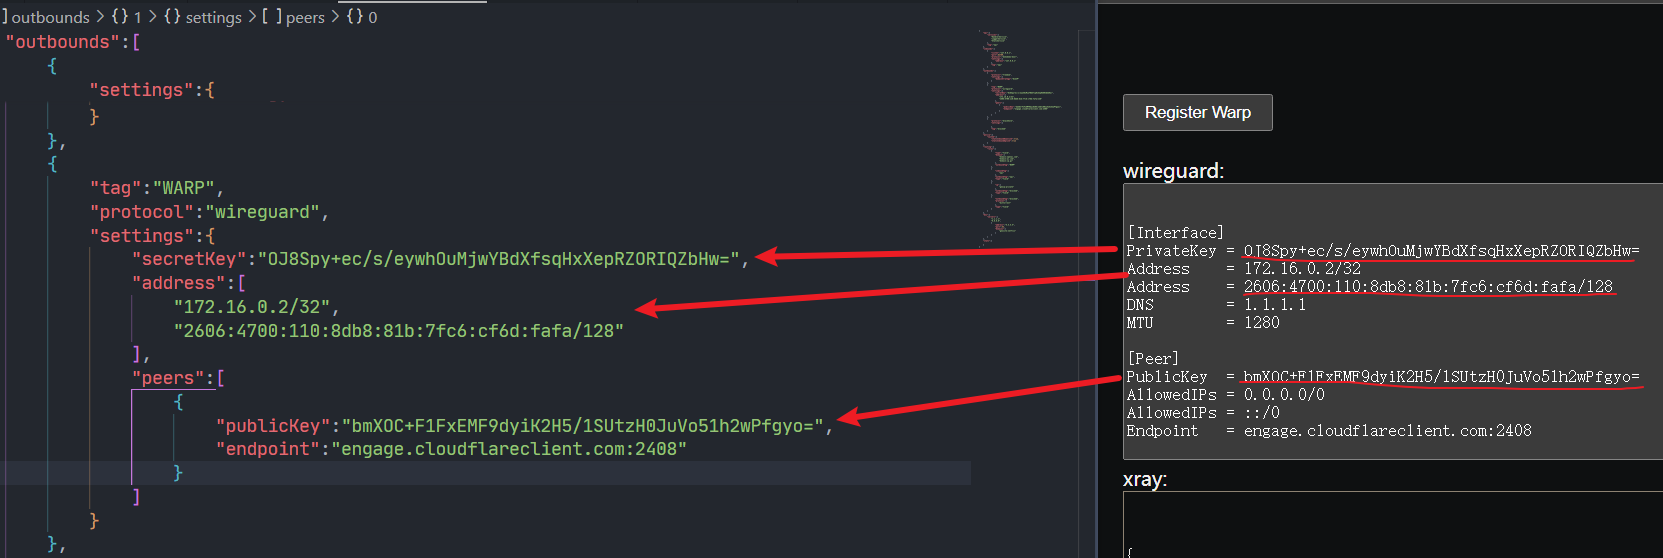 ] outbounds > {} 1 > {} settings > [ ] peers > {} 0
"outbounds":[
{
"settings":{
}
},
{
"tag":"WARP",
"protocol":"wireguard",
"settings":{
"secretKey":"OJ8Spy+ec/s/eywhOuMjwYBdXfsqHxXepRZORIQZbHw=",
"address":[
"172.16.0.2/32",
"2606:4700:110:8db8:81b:7fc6:cf6d:fafa/128"
],
"peers":[
{
"publicKey":"bmXOC+F1FxEMF9dyiK2H5/1SUtzH0JuVo51h2wPfgyo=",
"endpoint":"engage.cloudflareclient.com:2408"
}
]
}
},
Register Warp
wireguard:
[Interface]
PrivateKey = OJ8Spy+ec/s/eywhOuMjwYBdXfsqHxXepRZORIQZbHw=
Address = 172.16.0.2/32
Address = 2606:4700:110:8db8:81b:7fc6:cf6d:fafa/128
DNS = 1.1.1.1
MTU = 1280
[Peer]
PublicKey = bmXOC+F1FxEMF9dyiK2H5/1SUtzH0JuVo51h2wPfgyo=
AllowedIPs = 0.0.0.0/0
AllowedIPs = ::/0
Endpoint = engage.cloudflareclient.com:2408
xray:
{